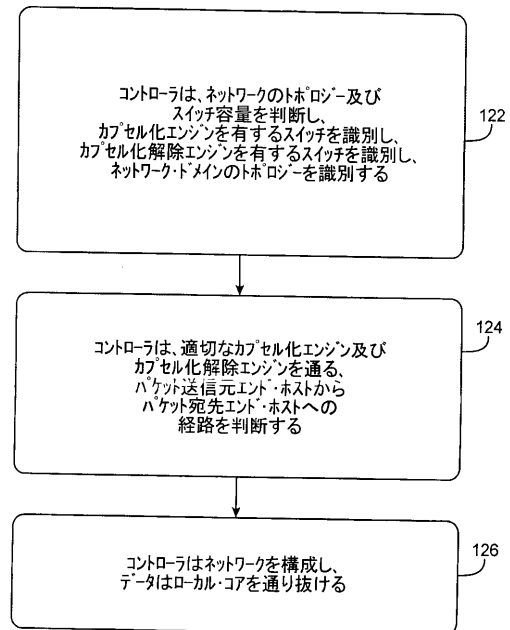 コントローラは、ネットワークのトポロジー及び
スイッチ容量を判断し、
カプセル化エンジンを有するスイッチを識別し、
カプセル化解除エンジンを有するスイッチを識別し、
ネットワーク・ドメインのトポロジーを識別する
122
コントローラは、適切なカプセル化エンジン及び
カプセル化解除エンジンを通る、
パケット送信元エンド・ホストから
パケット宛先エンド・ホストへの
経路を判断する
124
コントローラはネットワークを構成し、
データはローカル・コアを通り抜ける
126